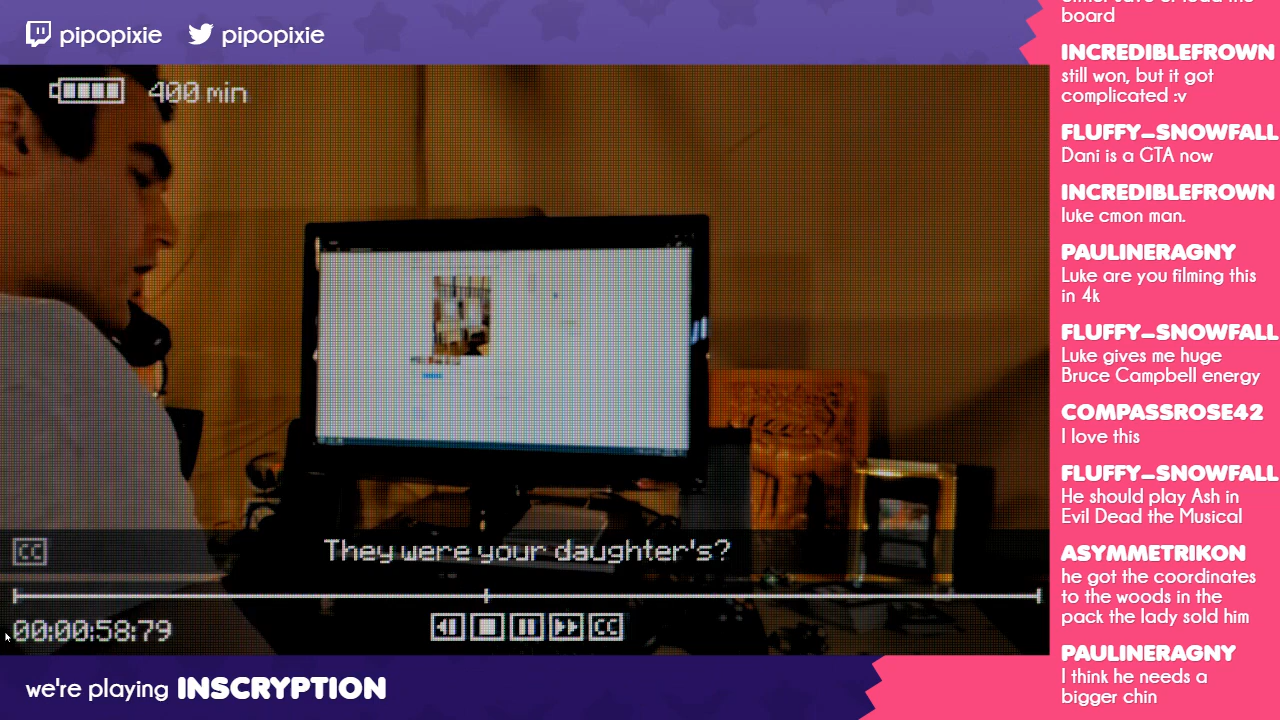 pipopixie pipopixie
400 min
CC
They were your daughter's?
00:00:58:79
CC
we're playing INSCRYPTION
board
INCREDIBLEFROWN
still won, but it got
complicated :v
FLUFFY_SNOWFALL
Dani is a GTA now
INCREDIBLEFROWN
luke cmon man.
PAULINERAGNY
Luke are you filming this
in 4k
FLUFFY_SNOWFALL
Luke gives me huge
Bruce Campbell energy
COMPASSROSE42
I love this
FLUFFY_SNOWFALL
He should play Ash in
Evil Dead the Musical
ASYMMETRIKON
he got the coordinates
to the woods in the
pack the lady sold him
PAULINERAGNY
I think he needs a
bigger chin